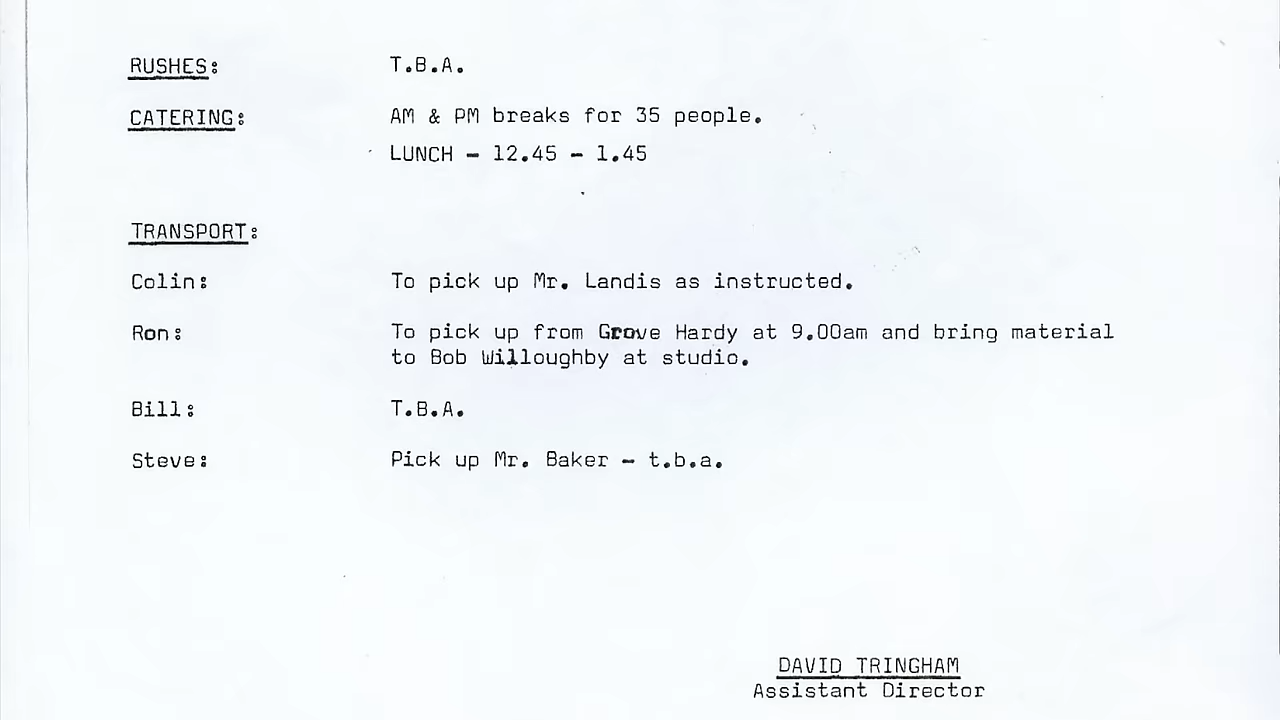 RUSHES: T.B.A.
CATERING: AM & PM breaks for 35 people.
LUNCH - 12.45 - 1.45
TRANSPORT:
Colin: To pick up Mr. Landis as instructed.
Ron: To pick up from Grove Hardy at 9.00am and bring material
to Bob Willoughby at studio.
Bill: T.B.A.
Steve: Pick up Mr. Baker - t.b.a.
DAVID TRINGHAM
Assistant Director